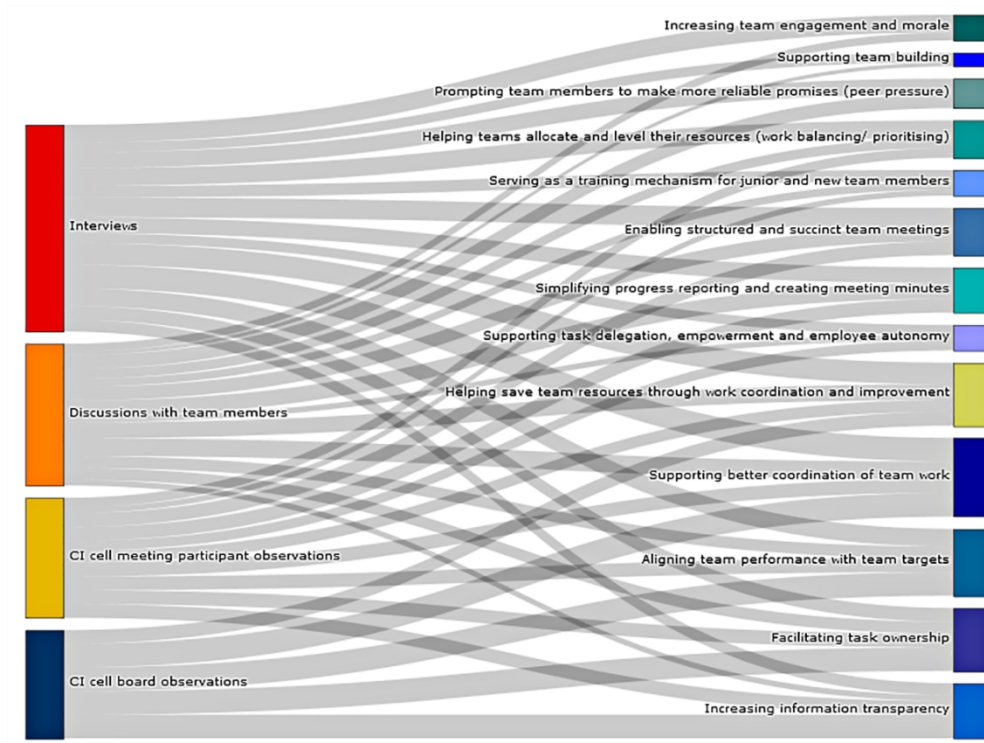 Increasing team engagement and morale
Supporting team building
Prompting team members to make more reliable promises (peer pressure)
Helping teams allocate and level their resources (work balancing/ prioritising)
Serving as a training mechanism for junior and new team members
Interviews
Enabling structured and succinct team meetings
Simplifying progress reporting and creating meeting minutes
Supporting task delegation, empowerment and employee autonomy
Helping save team resources through work coordination and improvement
Discussions with team members
Supporting better coordination of team work
CI cell meeting participant observations
Aligning team performance with team targets
Facilitating task ownership
CI cell board observations
Increasing information transparency